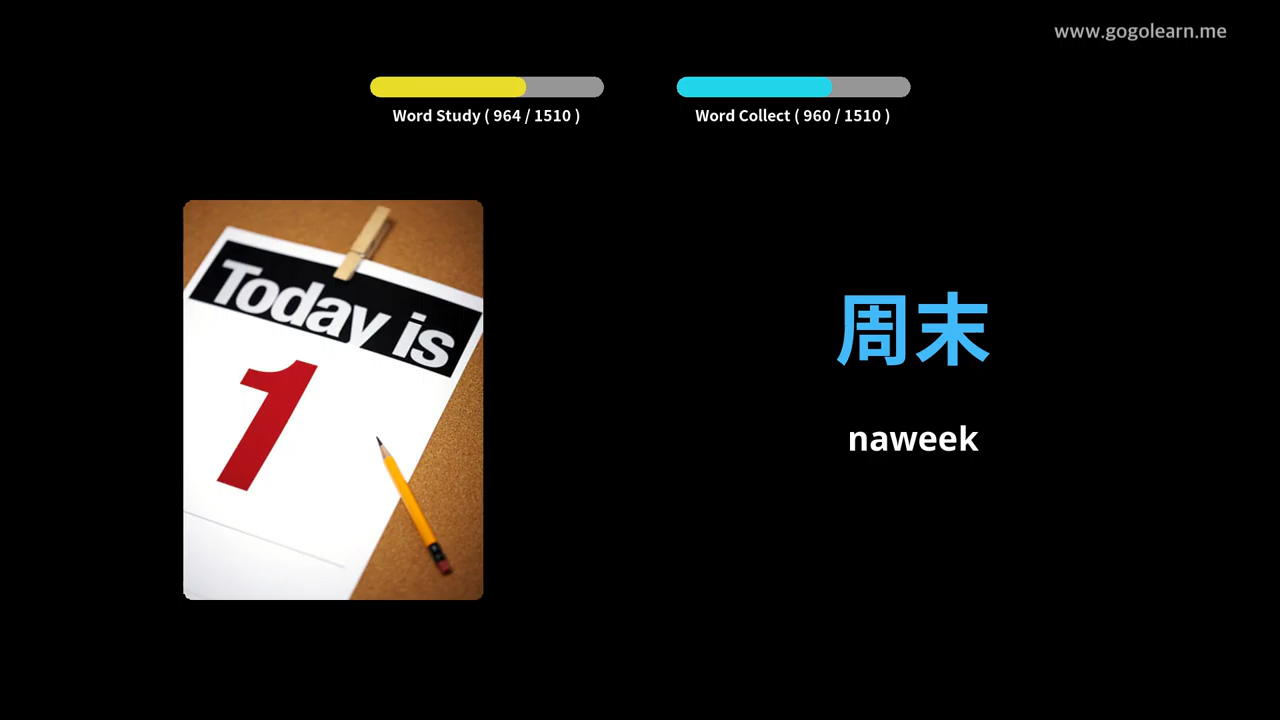 www.gogolearn.me
Word Study ( 964 / 1510 )
Word Collect ( 960 / 1510 )
Today is
1
周末
naweek